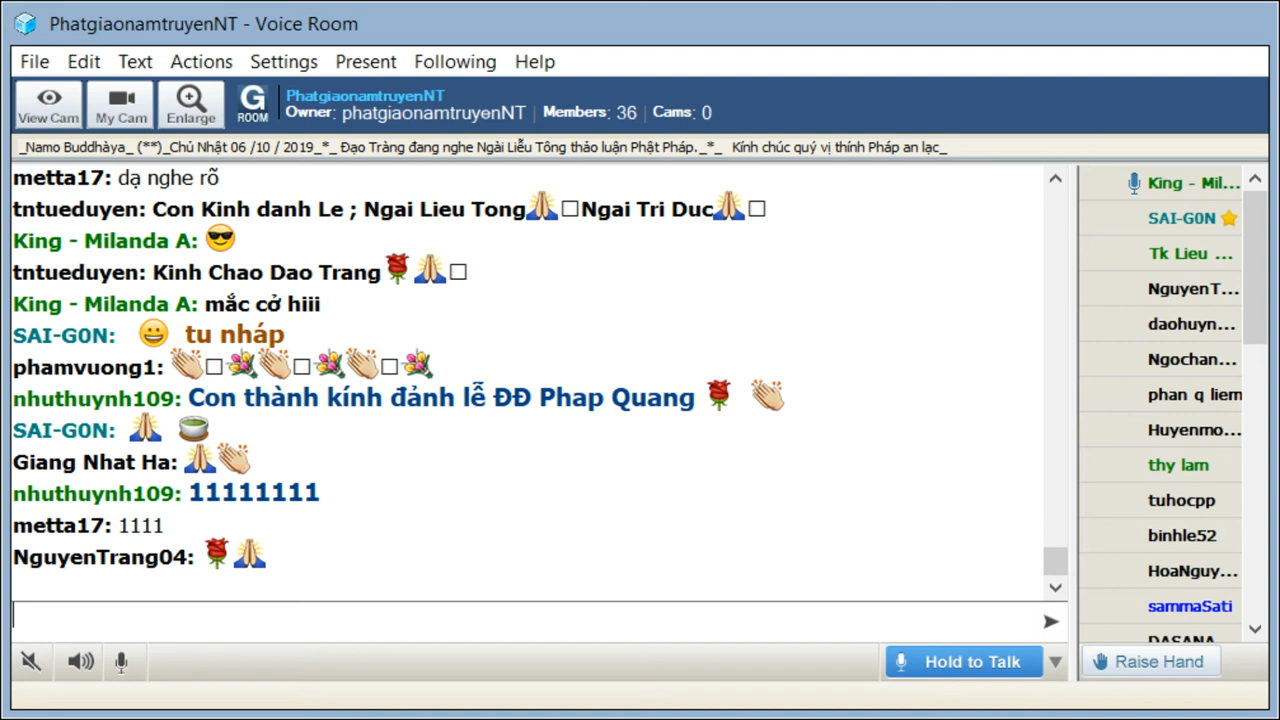 PhatgiaonamtruyenNT - Voice Room
File Edit Text Actions Settings Present Following Help
View Cam My Cam Enlarge G ROOM PhatgiaonamtruyenNT
Owner: phatgiaonamtruyenNT | Members: 36 | Cams: 0
_Namo Buddhàya_ (**)_Chủ Nhật 06 /10 / 2019_*_ Đạo Tràng đang nghe Ngài Liễu Tông thảo luận Phật Pháp._*_ Kính chúc quý vị thính Pháp an lạc_
metta17: dạ nghe rõ
tntueduyen: Con Kinh danh Le ; Ngai Lieu Tong🙏□Ngai Tri Duc🙏□
King - Milanda A: 😎
tntueduyen: Kinh Chao Dao Trang🌹🙏□
King - Milanda A: mắc cở hiii
SAI-G0N: 😀 tu nháp
phamvuong1: 👏□💐👏□💐👏□💐
nhuthuynh109: Con thành kính đảnh lễ ĐĐ Phap Quang 🌹 👏
SAI-G0N: 🙏 🍵
Giang Nhat Ha: 🙏👏
nhuthuynh109: 11111111
metta17: 1111
NguyenTrang04: 🌹🙏
King - Mil...
SAI-G0N
Tk Lieu ...
NguyenT...
daohuyn...
Ngochan...
phan q liem
Huyenmo...
thy lam
tuhocpp
binhle52
HoaNguy...
sammaSati
DASANA
Hold to Talk
Raise Hand